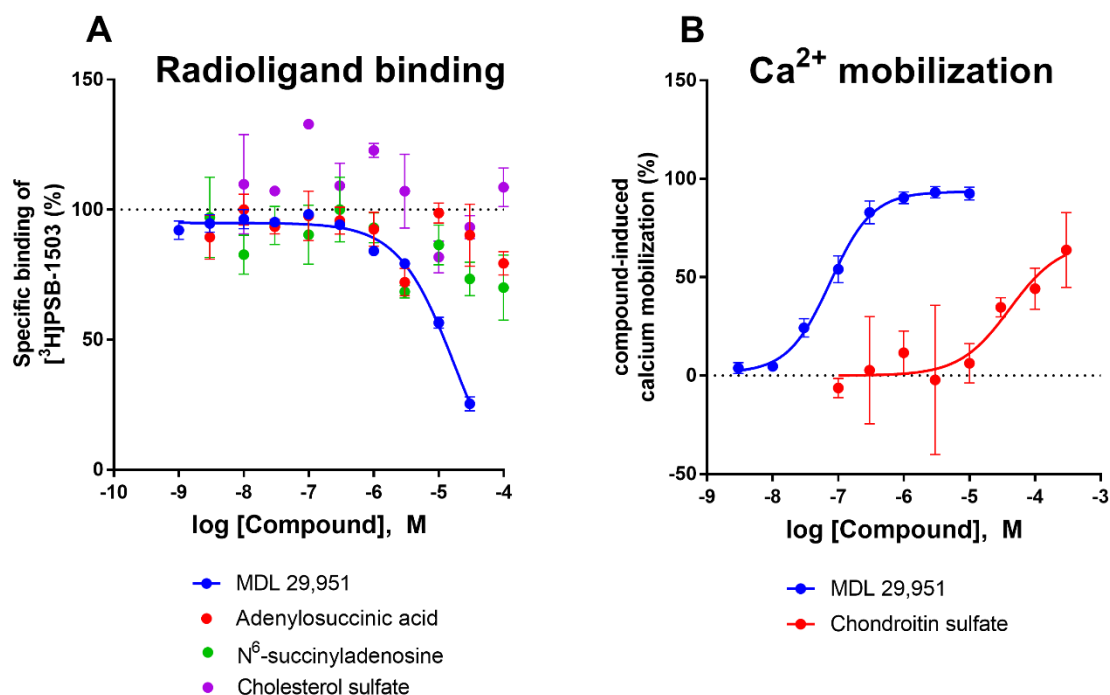 A
Radioligand binding
Specific binding of
[³H]PSB-1503 (%)
150
100
50
0
-10
-9
-8
-7
-6
-5
-4
log [Compound], M
MDL 29,951
Adenylosuccinic acid
N⁶-succinyladenosine
Cholesterol sulfate
B
Ca²⁺ mobilization
compound-induced
calcium mobilization (%)
150
100
50
0
-50
-9
-8
-7
-6
-5
-4
-3
log [Compound], M
MDL 29,951
Chondroitin sulfate